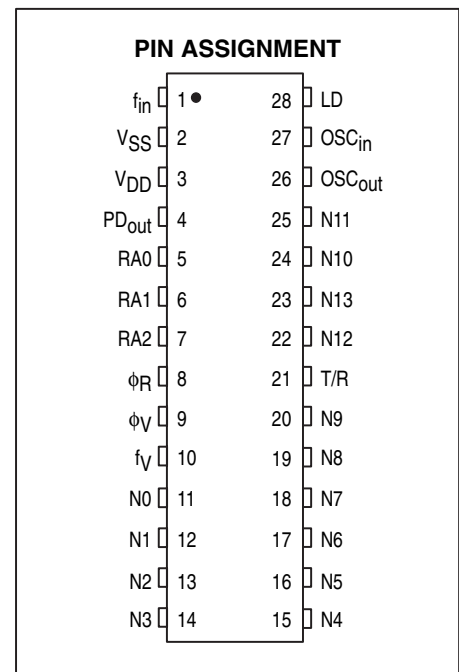 PIN ASSIGNMENT
fin 1 28 LD
VSS 2 27 OSCin
VDD 3 26 OSCout
PDout 4 25 N11
RA0 5 24 N10
RA1 6 23 N13
RA2 7 22 N12
ϕR 8 21 T/R
ϕV 9 20 N9
fV 10 19 N8
N0 11 18 N7
N1 12 17 N6
N2 13 16 N5
N3 14 15 N4